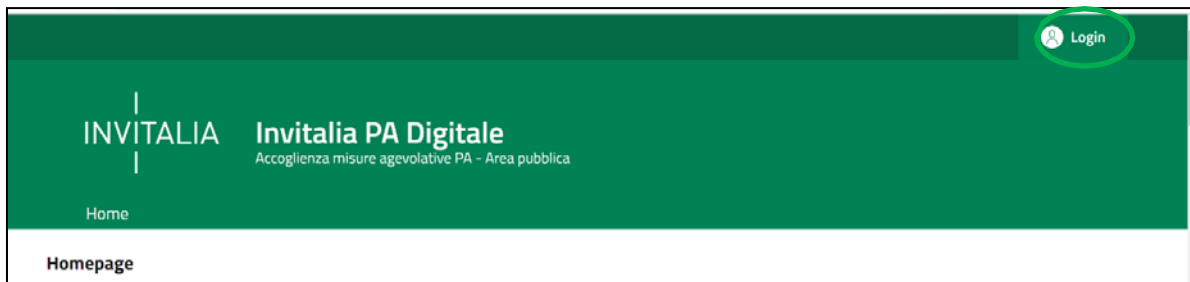 Login
INVITALIA
Invitalia PA Digitale
Accoglienza misure agevolative PA - Area pubblica
Home
Homepage